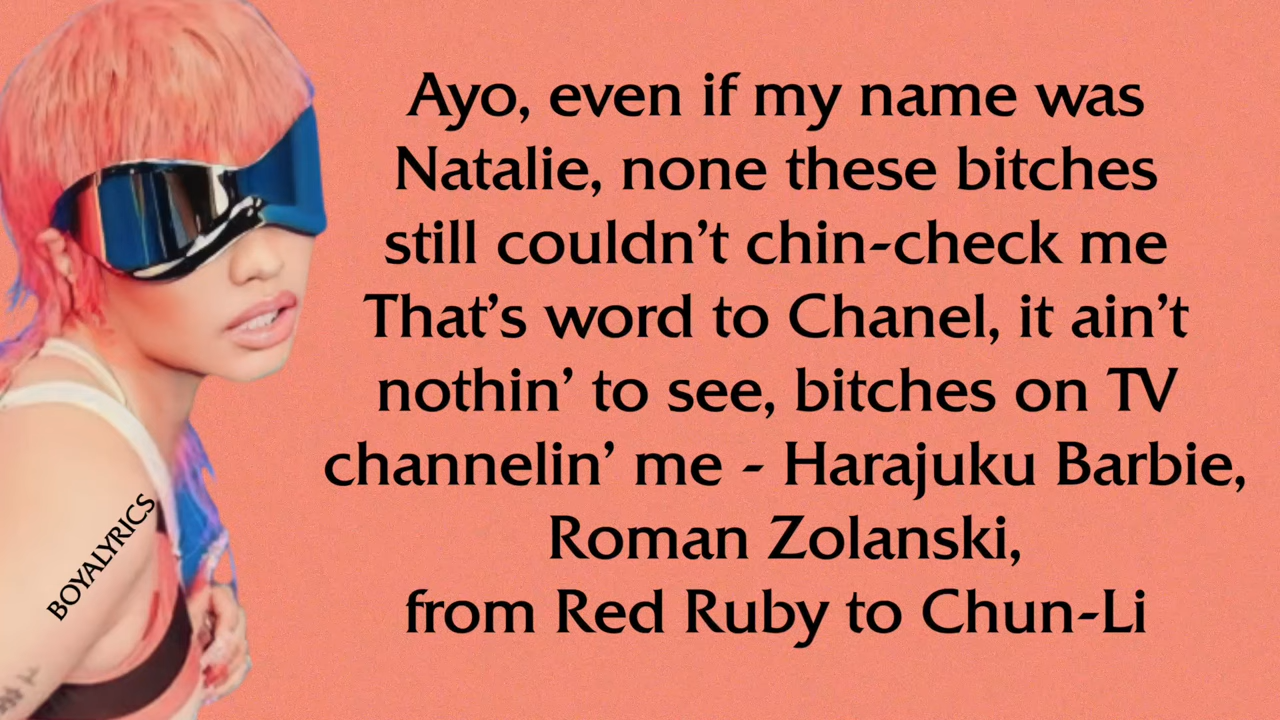 Ayo, even if my name was
Natalie, none these bitches
still couldn’t chin-check me
That’s word to Chanel, it ain’t
nothin’ to see, bitches on TV
channelin’ me - Harajuku Barbie,
Roman Zolanski,
from Red Ruby to Chun-Li
BOYALYRICS